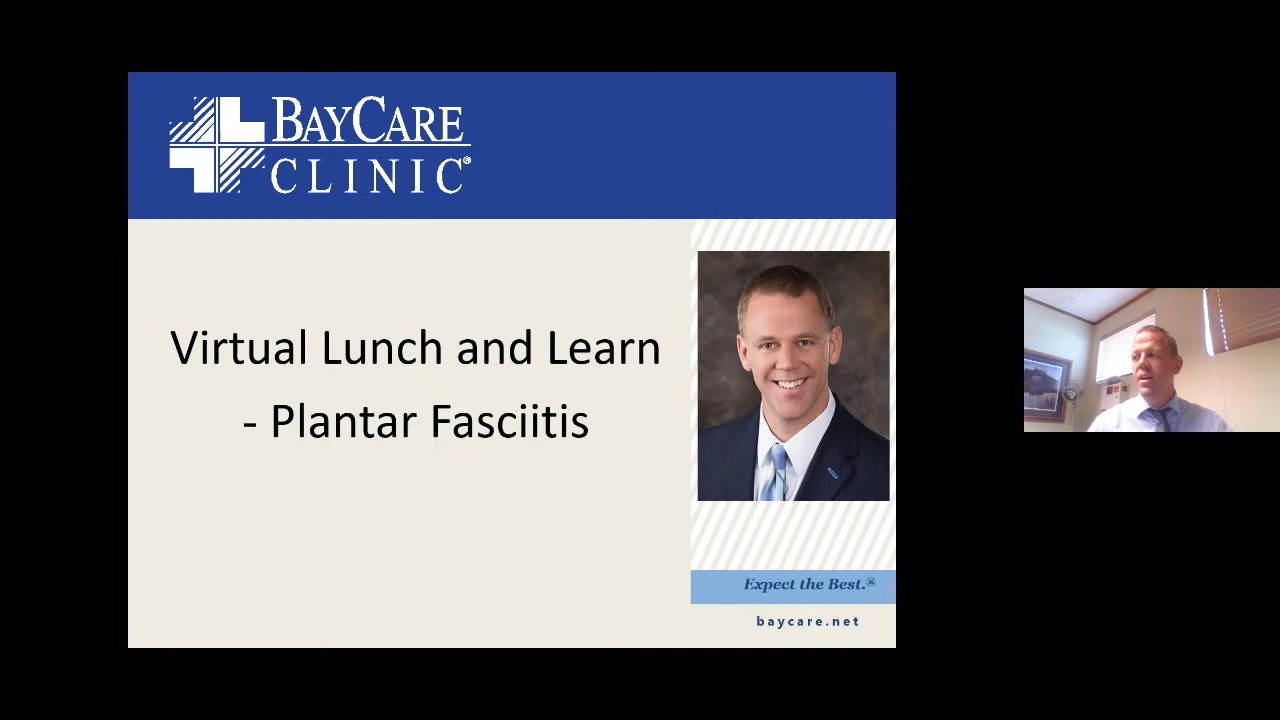 BAYCARE
CLINIC®
Virtual Lunch and Learn
- Plantar Fasciitis
Expect the Best.®
baycare.net